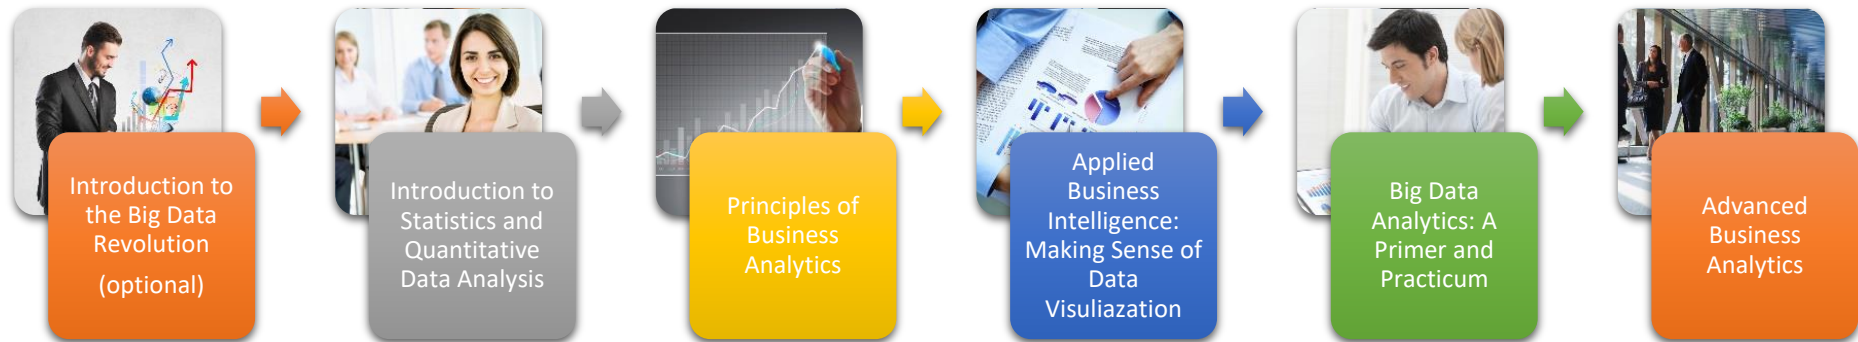 Introduction to
the Big Data
Revolution
(optional)
Introduction to
Statistics and
Quantitative
Data Analysis
Principles of
Business
Analytics
Applied
Business
Intelligence:
Making Sense of
Data
Visuliazation
Big Data
Analytics: A
Primer and
Practicum
Advanced
Business
Analytics